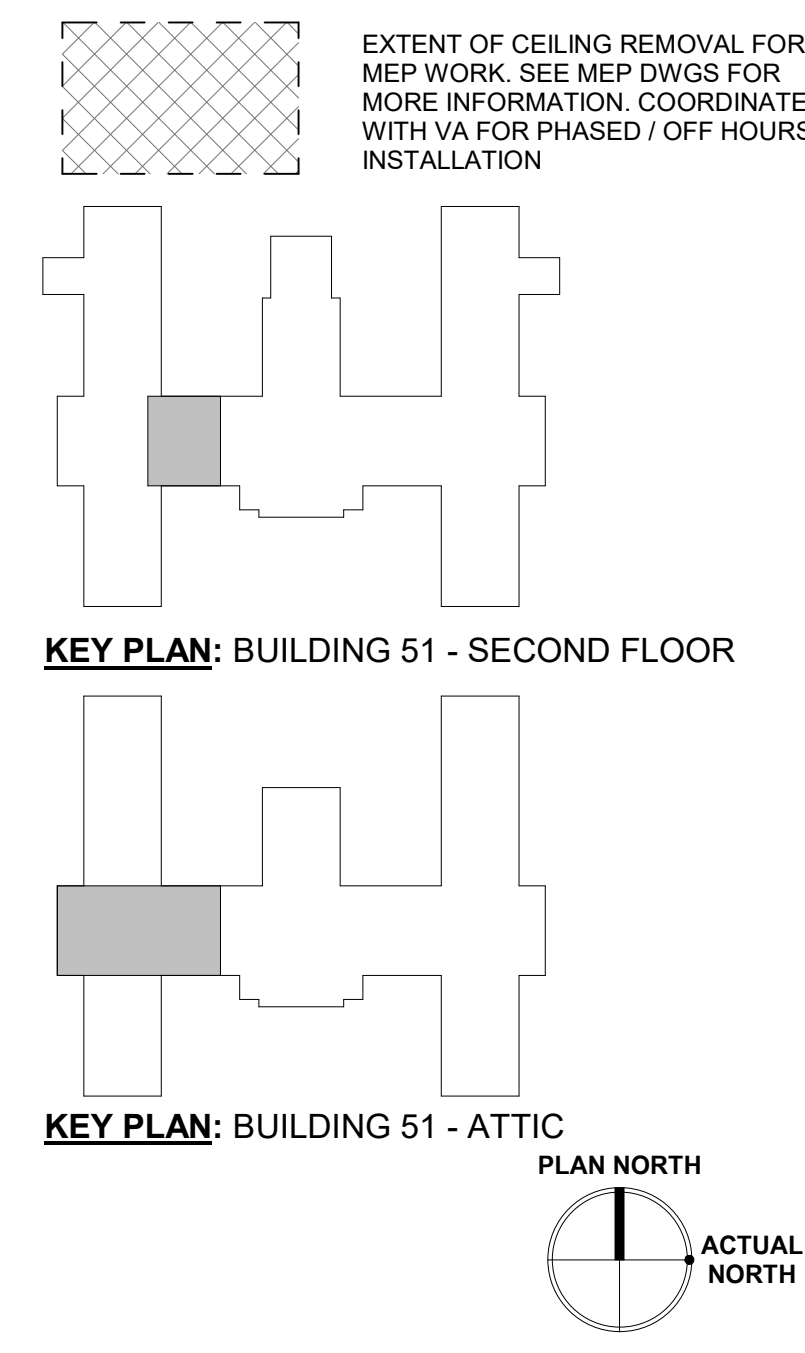 EXTENT OF CEILING REMOVAL FOR
MEP WORK. SEE MEP DWGS FOR
MORE INFORMATION. COORDINATE
WITH VA FOR PHASED / OFF HOURS
INSTALLATION
KEY PLAN: BUILDING 51 - SECOND FLOOR
KEY PLAN: BUILDING 51 - ATTIC
PLAN NORTH
ACTUAL
NORTH